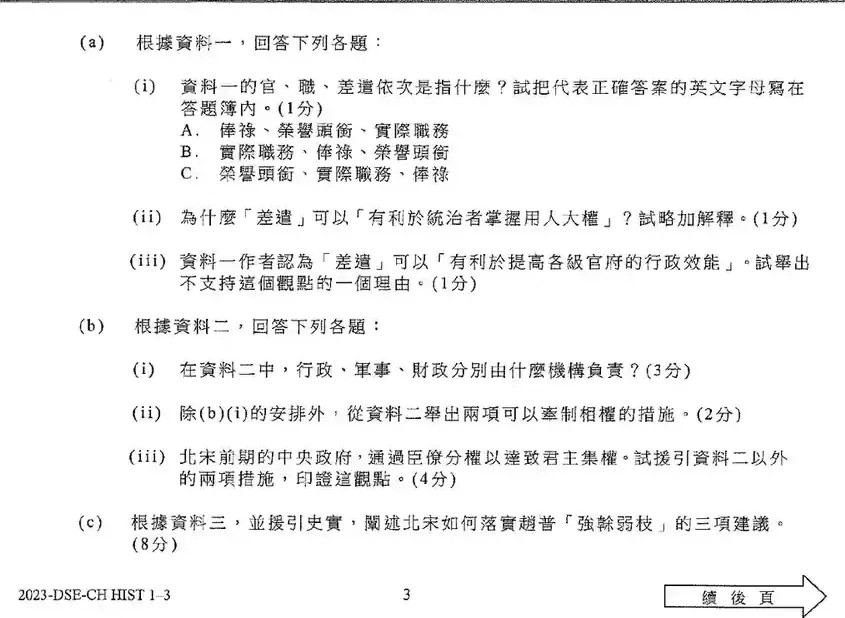 (a) 根據資料一，回答下列各題：
(i) 資料一的官、職、差遣依次是指什麼？試把代表正確答案的英文字母寫在
答題簿內。(1分)
A. 俸祿、榮譽頭銜、實際職務
B. 實際職務、俸祿、榮譽頭銜
C. 榮譽頭銜、實際職務、俸祿
(ii) 為什麼「差遣」可以「有利於統治者掌握用人大權」？試略加解釋。(1分)
(iii) 資料一作者認為「差遣」可以「有利於提高各級官府的行政效能」。試舉出
不支持這個觀點的一個理由。(1分)
(b) 根據資料二，回答下列各題：
(i) 在資料二中，行政、軍事、財政分別由什麼機構負責？(3分)
(ii) 除(b)(i)的安排外，從資料二舉出兩項可以牽制相權的措施。(2分)
(iii) 北宋前期的中央政府，通過臣僚分權以達致君主集權。試援引資料二以外
的兩項措施，印證這觀點。(4分)
(c) 根據資料三，並援引史實，闡述北宋如何落實趙普「強幹弱枝」的三項建議。
(8分)
2023-DSE-CH HIST 1–3
3
續後頁